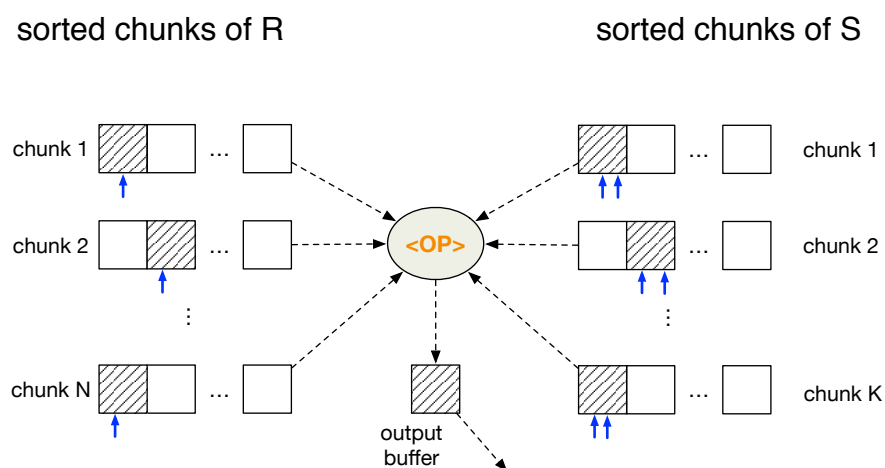 sorted chunks of R
sorted chunks of S
chunk 1
...
...
chunk 1
<OP>
chunk 2
...
...
chunk 2
...
...
chunk N
...
...
chunk K
output
buffer